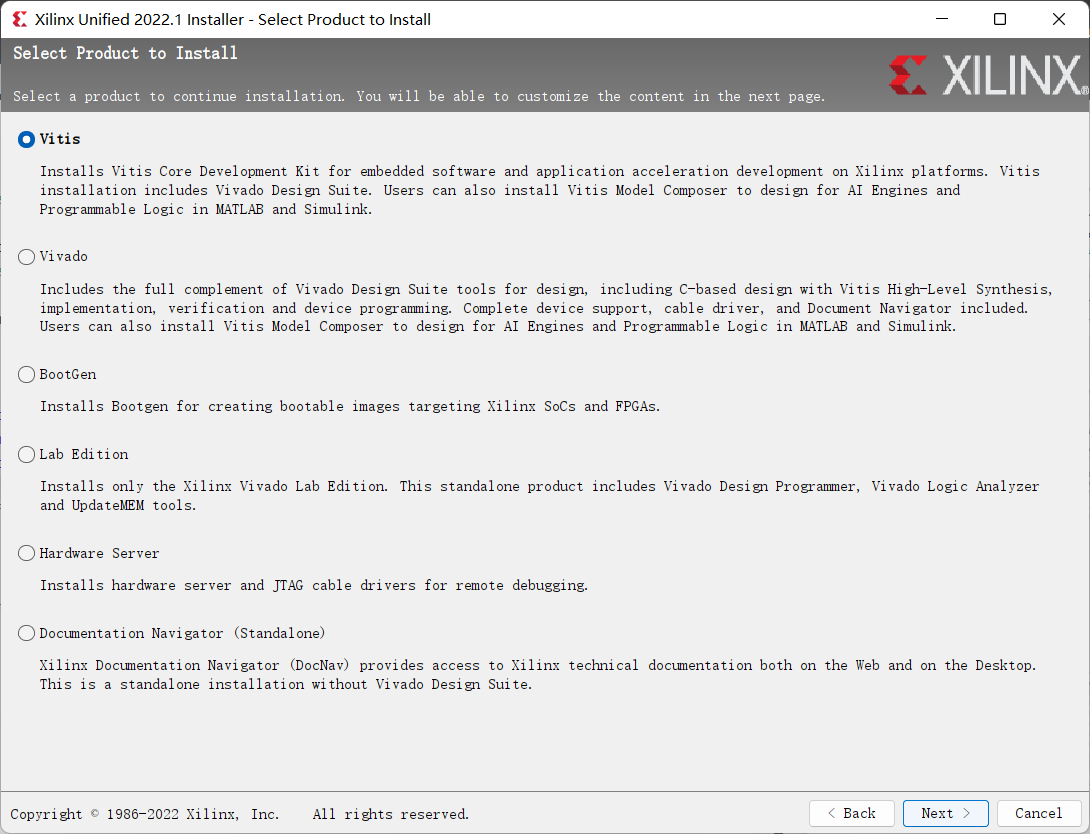 Xilinx Unified 2022.1 Installer - Select Product to Install
Select Product to Install
Select a product to continue installation. You will be able to customize the content in the next page.
XILINX®
Vitis
Installs Vitis Core Development Kit for embedded software and application acceleration development on Xilinx platforms. Vitis
installation includes Vivado Design Suite. Users can also install Vitis Model Composer to design for AI Engines and
Programmable Logic in MATLAB and Simulink.
Vivado
Includes the full complement of Vivado Design Suite tools for design, including C-based design with Vitis High-Level Synthesis,
implementation, verification and device programming. Complete device support, cable driver, and Document Navigator included.
Users can also install Vitis Model Composer to design for AI Engines and Programmable Logic in MATLAB and Simulink.
BootGen
Installs Bootgen for creating bootable images targeting Xilinx SoCs and FPGAs.
Lab Edition
Installs only the Xilinx Vivado Lab Edition. This standalone product includes Vivado Design Programmer, Vivado Logic Analyzer
and UpdateMEM tools.
Hardware Server
Installs hardware server and JTAG cable drivers for remote debugging.
Documentation Navigator (Standalone)
Xilinx Documentation Navigator (DocNav) provides access to Xilinx technical documentation both on the Web and on the Desktop.
This is a standalone installation without Vivado Design Suite.
Copyright © 1986-2022 Xilinx, Inc. All rights reserved.
< Back
Next >
Cancel